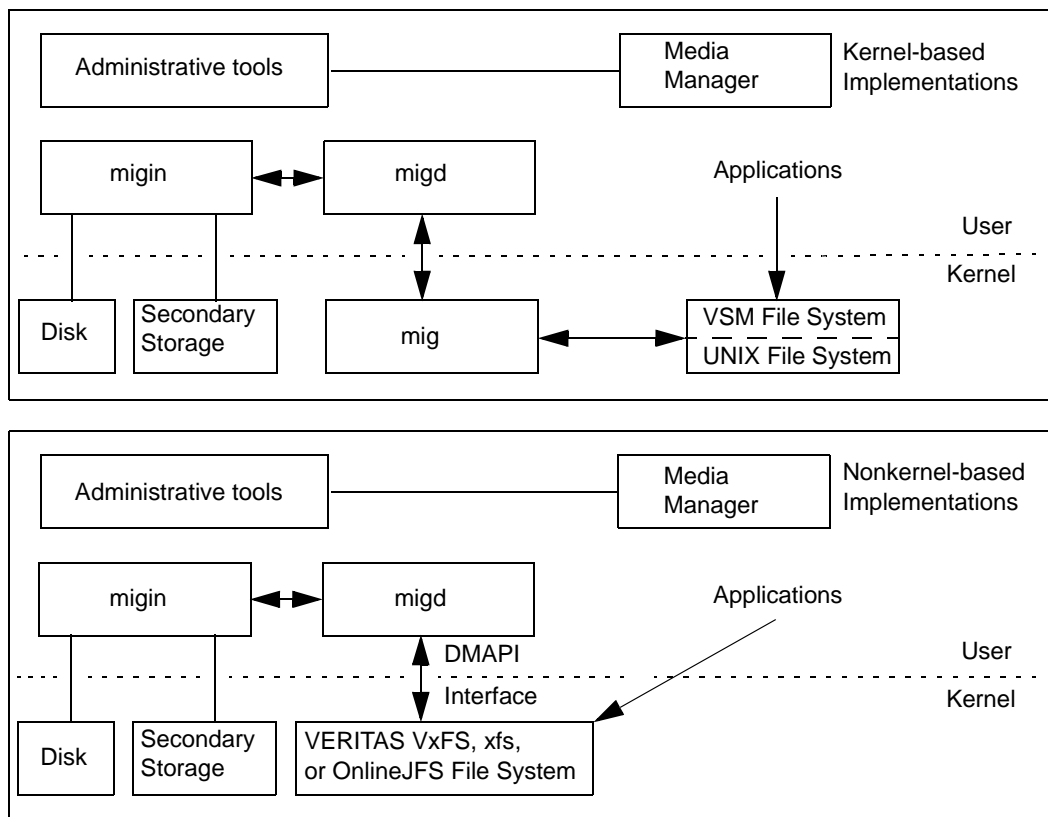 Administrative tools
Media
Manager
Kernel-based
Implementations
migin
migd
Applications
User
Kernel
Disk
Secondary
Storage
mig
VSM File System
UNIX File System
Administrative tools
Media
Manager
Nonkernel-based
Implementations
migin
migd
Applications
DMAPI
User
Interface
Kernel
Disk
Secondary
Storage
VERITAS VxFS, xfs,
or OnlineJFS File System